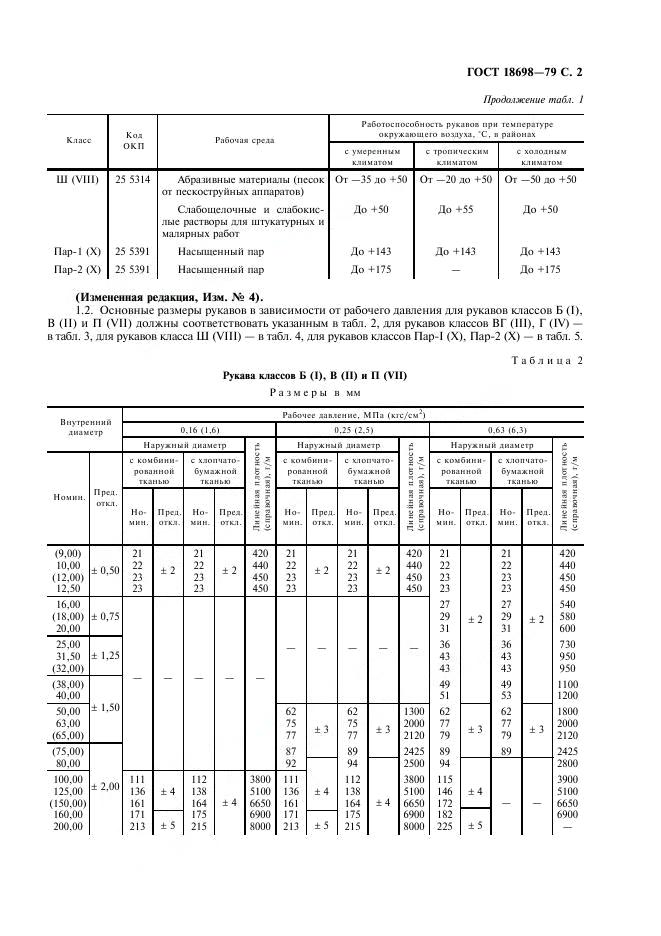 ГОСТ 18698—79 С. 2
Продолжение табл. 1
Класс | Код ОКП | Рабочая среда | Работоспособность рукавов при температуре окружающего воздуха, °С, в районах
с умеренным климатом | с тропическим климатом | с холодным климатом
Ш (VIII) | 25 5314 | Абразивные материалы (песок от пескоструйных аппаратов) | От —35 до +50 | От —20 до +50 | От —50 до +50
Слабощелочные и слабокислые растворы для штукатурных и малярных работ | До +50 | До +55 | До +50
Пар-1 (X) | 25 5391 | Насыщенный пар | До +143 | До +143 | До +143
Пар-2 (X) | 25 5391 | Насыщенный пар | До +175 | — | До +175
(Измененная редакция, Изм. № 4).
1.2. Основные размеры рукавов в зависимости от рабочего давления для рукавов классов Б (I),
В (II) и П (VII) должны соответствовать указанным в табл. 2, для рукавов классов ВГ (III), Г (IV) —
в табл. 3, для рукавов класса Ш (VIII) — в табл. 4, для рукавов классов Пар-I (X), Пар-2 (X) — в табл. 5.
Таблица 2
Рукава классов Б (I), В (II) и П (VII)
Размеры в мм
Внутренний диаметр | Рабочее давление, МПа (кгс/см²)
0,16 (1,6) | 0,25 (2,5) | 0,63 (6,3)
Наружный диаметр | Линейная плотность (справочная), г/м | Наружный диаметр | Линейная плотность (справочная), г/м | Наружный диаметр | Линейная плотность (справочная), г/м
Номин. | Пред. откл. | с комбинированной тканью | с хлопчатобумажной тканью | с комбинированной тканью | с хлопчатобумажной тканью | с комбинированной тканью | с хлопчатобумажной тканью
Номин. | Пред. откл. | Номин. | Пред. откл. | Номин. | Пред. откл. | Номин. | Пред. откл. | Номин. | Пред. откл. | Номин. | Пред. откл.
(9,00) | 21 | 21 | 420 | 21 | 21 | 420 | 21 | 21 | 420
10,00 | ± 0,50 | 22 | ± 2 | 22 | ± 2 | 440 | 22 | ± 2 | 22 | ± 2 | 440 | 22 | 22 | 440
(12,00) | 23 | 23 | 450 | 23 | 23 | 450 | 23 | 23 | 450
12,50 | 23 | 23 | 450 | 23 | 23 | 450 | 23 | 23 | 450
16,00 | 27 | 27 | 540
(18,00) | ± 0,75 | 29 | ± 2 | 29 | ± 2 | 580
20,00 | 31 | 31 | 600
25,00 | — | — | — | — | — | 36 | 36 | 730
31,50 | ± 1,25 | 43 | 43 | 950
(32,00) | 43 | 43 | 950
(38,00) | — | — | — | — | — | 49 | 49 | 1100
40,00 | 51 | 53 | 1200
50,00 | ± 1,50 | 62 | 62 | 1300 | 62 | 62 | 1800
63,00 | 75 | ± 3 | 75 | ± 3 | 2000 | 77 | ± 3 | 77 | ± 3 | 2000
(65,00) | 77 | 77 | 2120 | 79 | 79 | 2120
(75,00) | 87 | 89 | 2425 | 89 | 89 | 2425
80,00 | 92 | 94 | 2500 | 94 | 2800
100,00 | ± 2,00 | 111 | 112 | 3800 | 111 | 112 | 3800 | 115 | 3900
125,00 | 136 | ± 4 | 138 | 5100 | 136 | ± 4 | 138 | 5100 | 146 | ± 4 | 5100
(150,00) | 161 | 164 | ± 4 | 6650 | 161 | 164 | ± 4 | 6650 | 172 | — | — | 6650
160,00 | 171 | 175 | 6900 | 171 | 175 | 6900 | 182 | 6900
200,00 | 213 | ± 5 | 215 | 8000 | 213 | ± 5 | 215 | 8000 | 225 | ± 5 | —